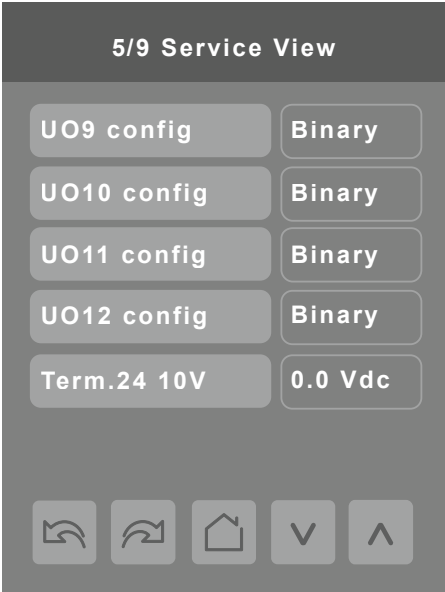 5/9 Service View
UO9 config Binary
UO10 config Binary
UO11 config Binary
UO12 config Binary
Term.24 10V 0.0 Vdc